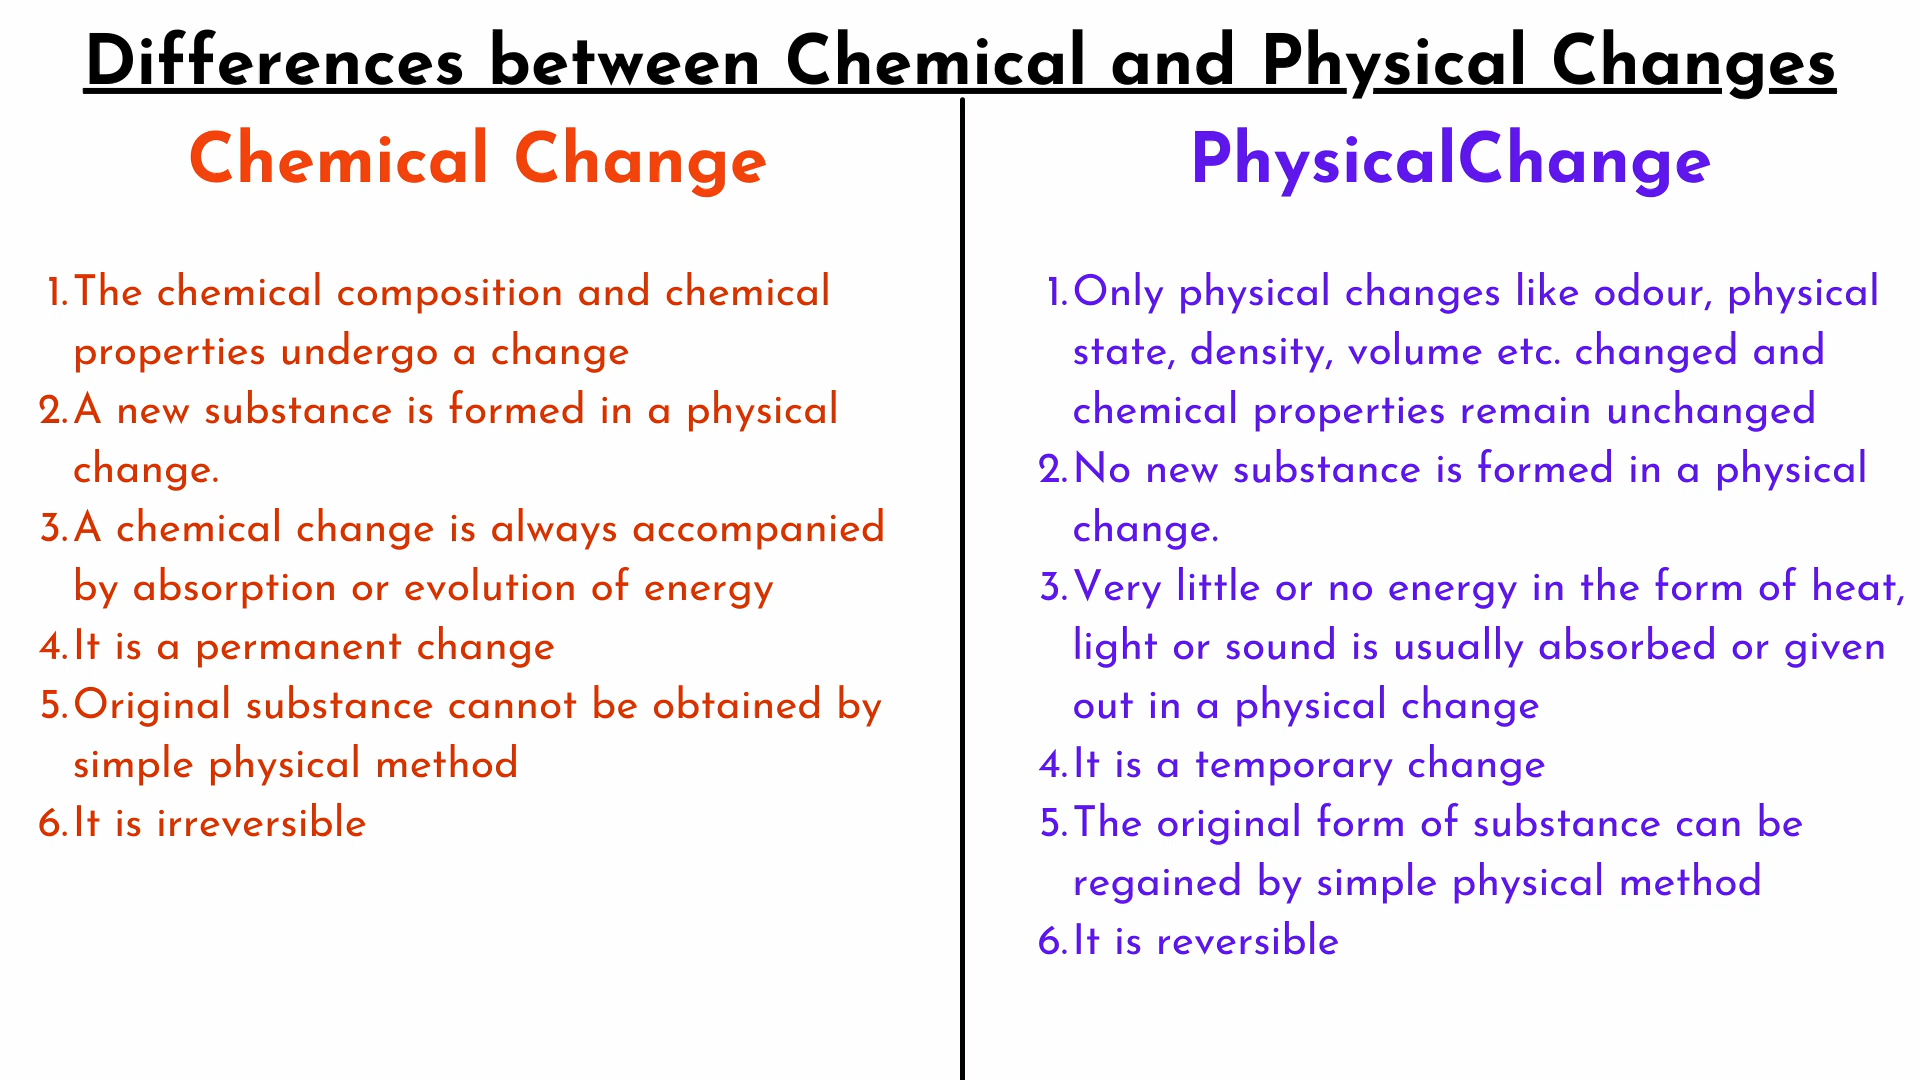 Differences between Chemical and Physical Changes
Chemical Change
1. The chemical composition and chemical
properties undergo a change
2. A new substance is formed in a physical
change.
3. A chemical change is always accompanied
by absorption or evolution of energy
4. It is a permanent change
5. Original substance cannot be obtained by
simple physical method
6. It is irreversible
PhysicalChange
1. Only physical changes like odour, physical
state, density, volume etc. changed and
chemical properties remain unchanged
2. No new substance is formed in a physical
change.
3. Very little or no energy in the form of heat,
light or sound is usually absorbed or given
out in a physical change
4. It is a temporary change
5. The original form of substance can be
regained by simple physical method
6. It is reversible